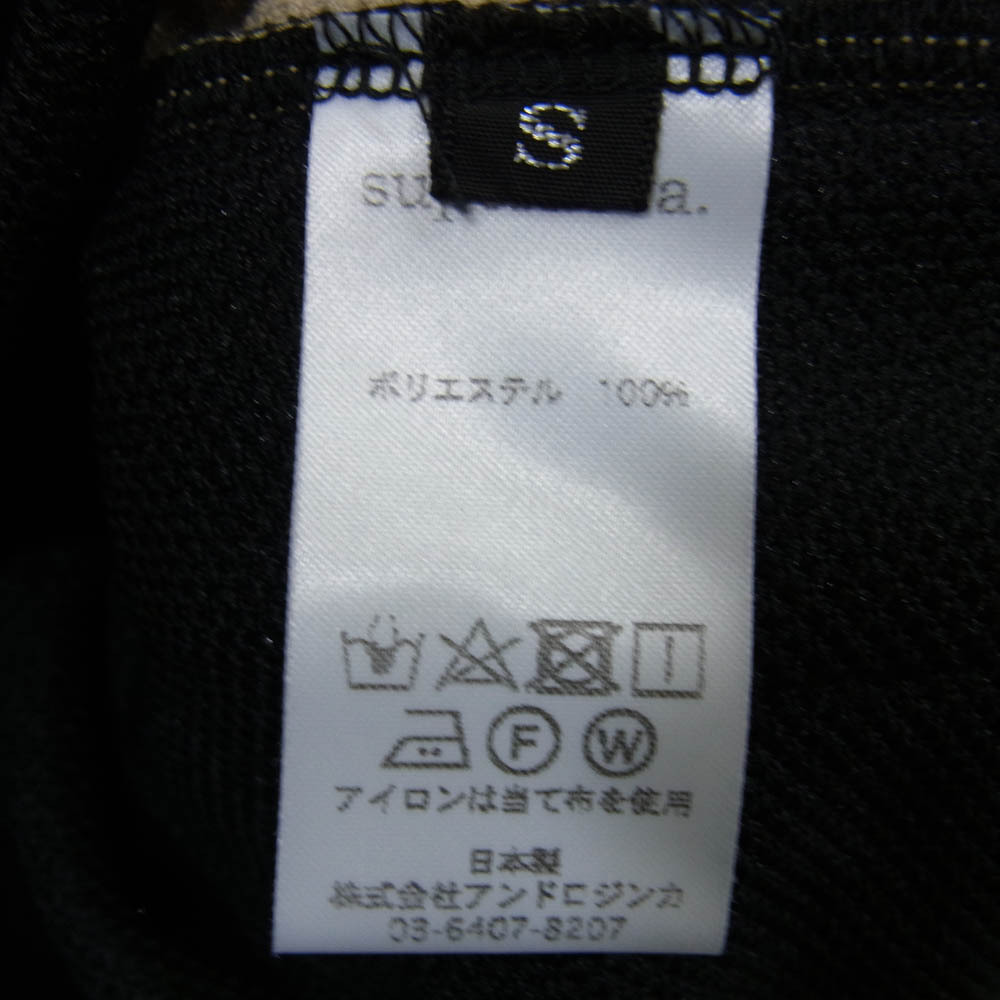 S
ポリエステル 100%
F W
アイロンは当て布を使用
日本製
株式会社アンドロジンカ
03-6407-8207